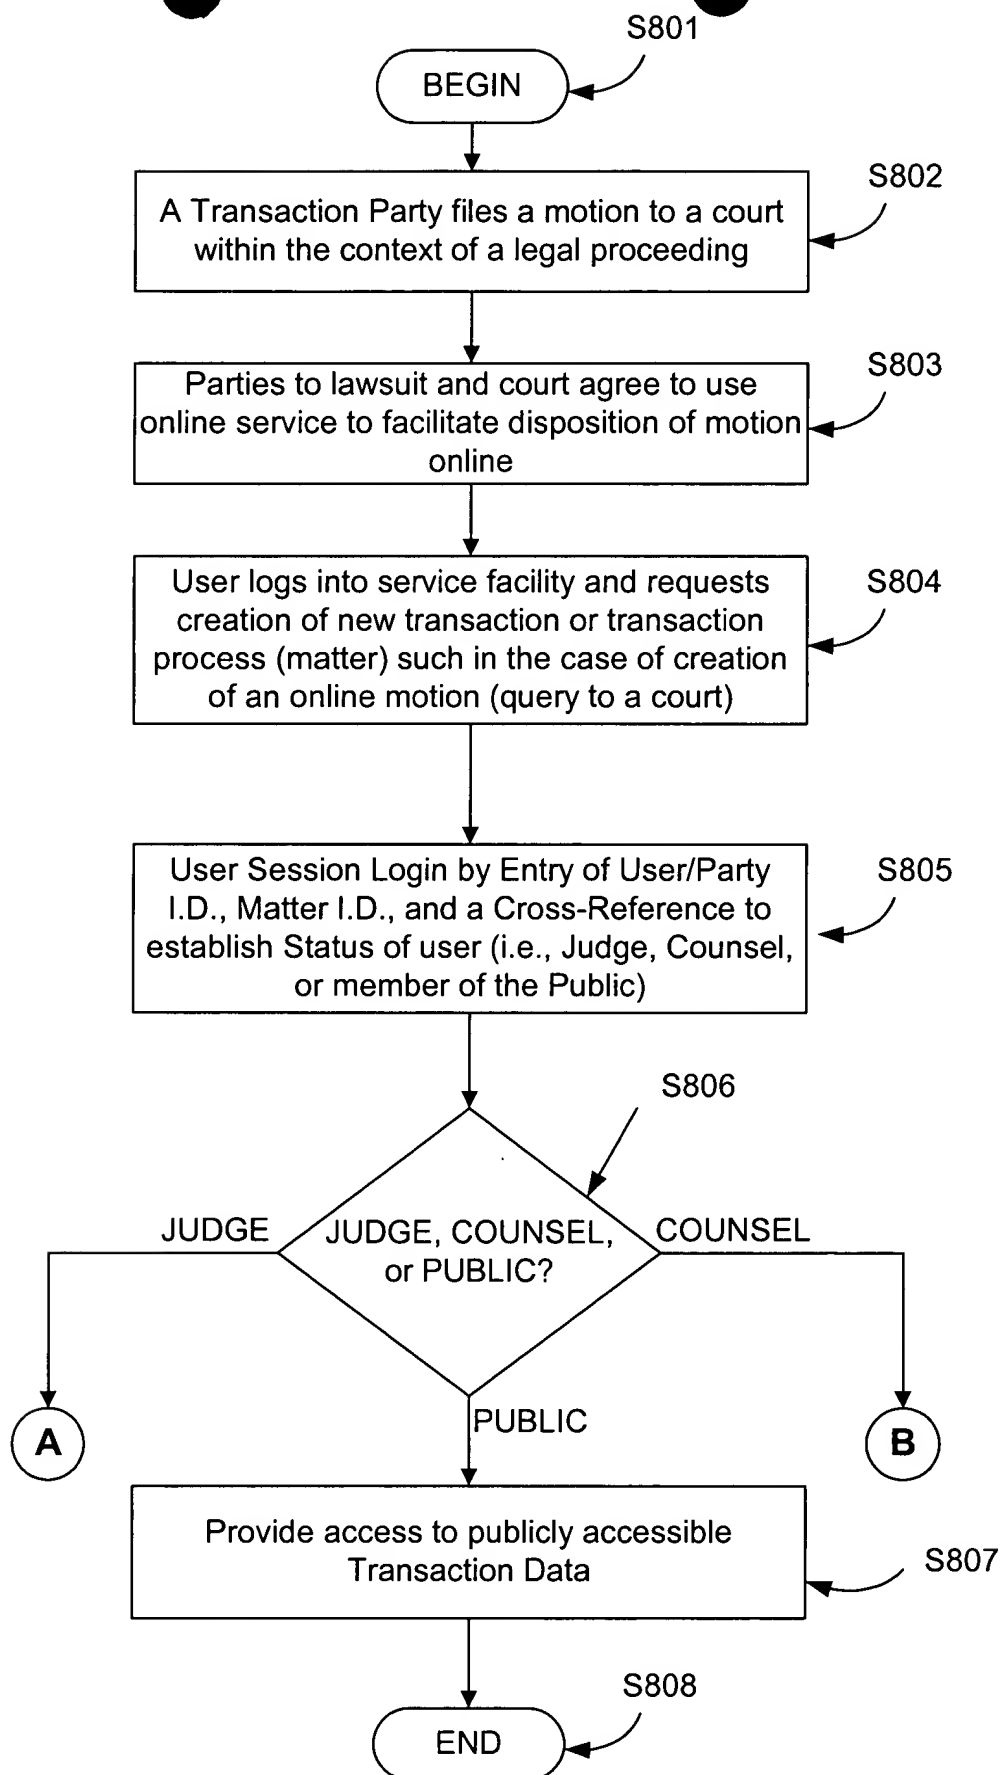 S801
BEGIN
S802
A Transaction Party files a motion to a court
within the context of a legal proceeding
S803
Parties to lawsuit and court agree to use
online service to facilitate disposition of motion
online
S804
User logs into service facility and requests
creation of new transaction or transaction
process (matter) such in the case of creation
of an online motion (query to a court)
S805
User Session Login by Entry of User/Party
I.D., Matter I.D., and a Cross-Reference to
establish Status of user (i.e., Judge, Counsel,
or member of the Public)
S806
JUDGE
JUDGE, COUNSEL,
or PUBLIC?
COUNSEL
A
PUBLIC
B
Provide access to publicly accessible
Transaction Data
S807
S808
END